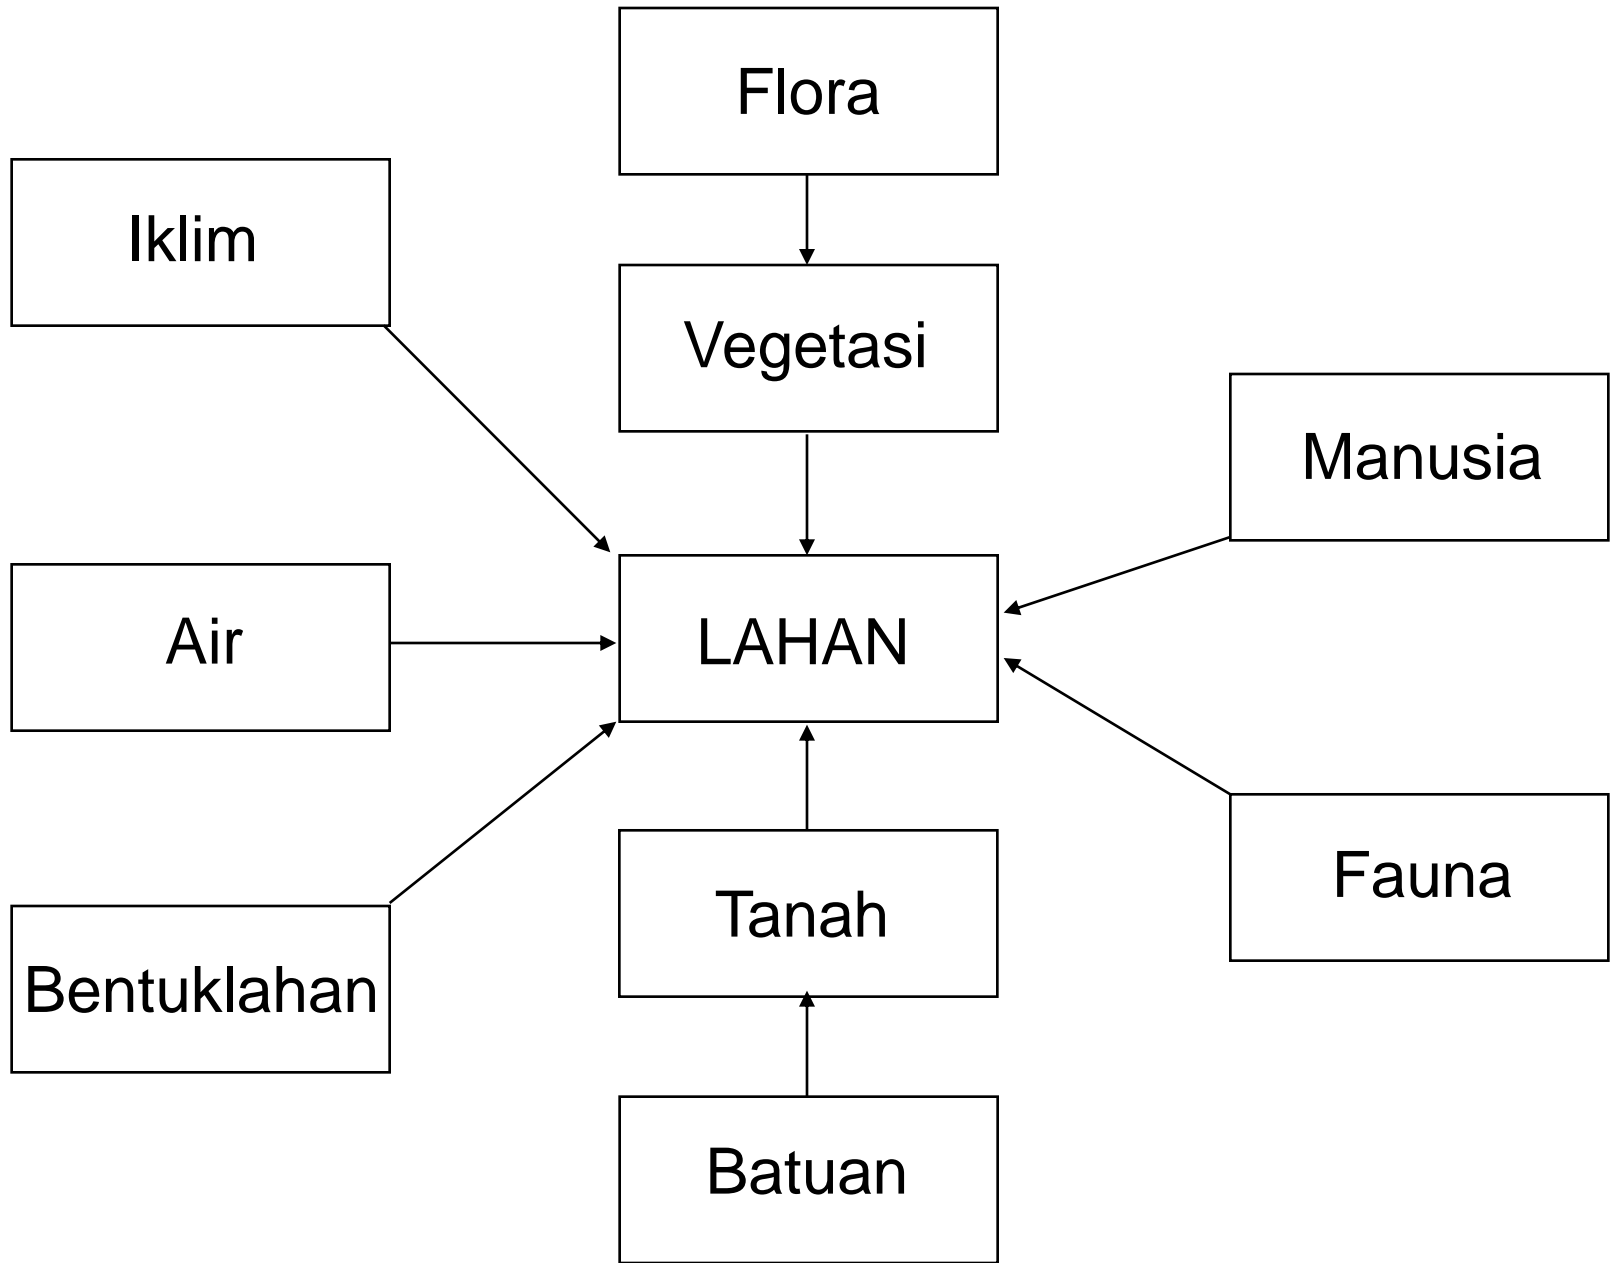 Flora
Iklim
Vegetasi
Manusia
Air
LAHAN
Fauna
Tanah
Bentuklahan
Batuan